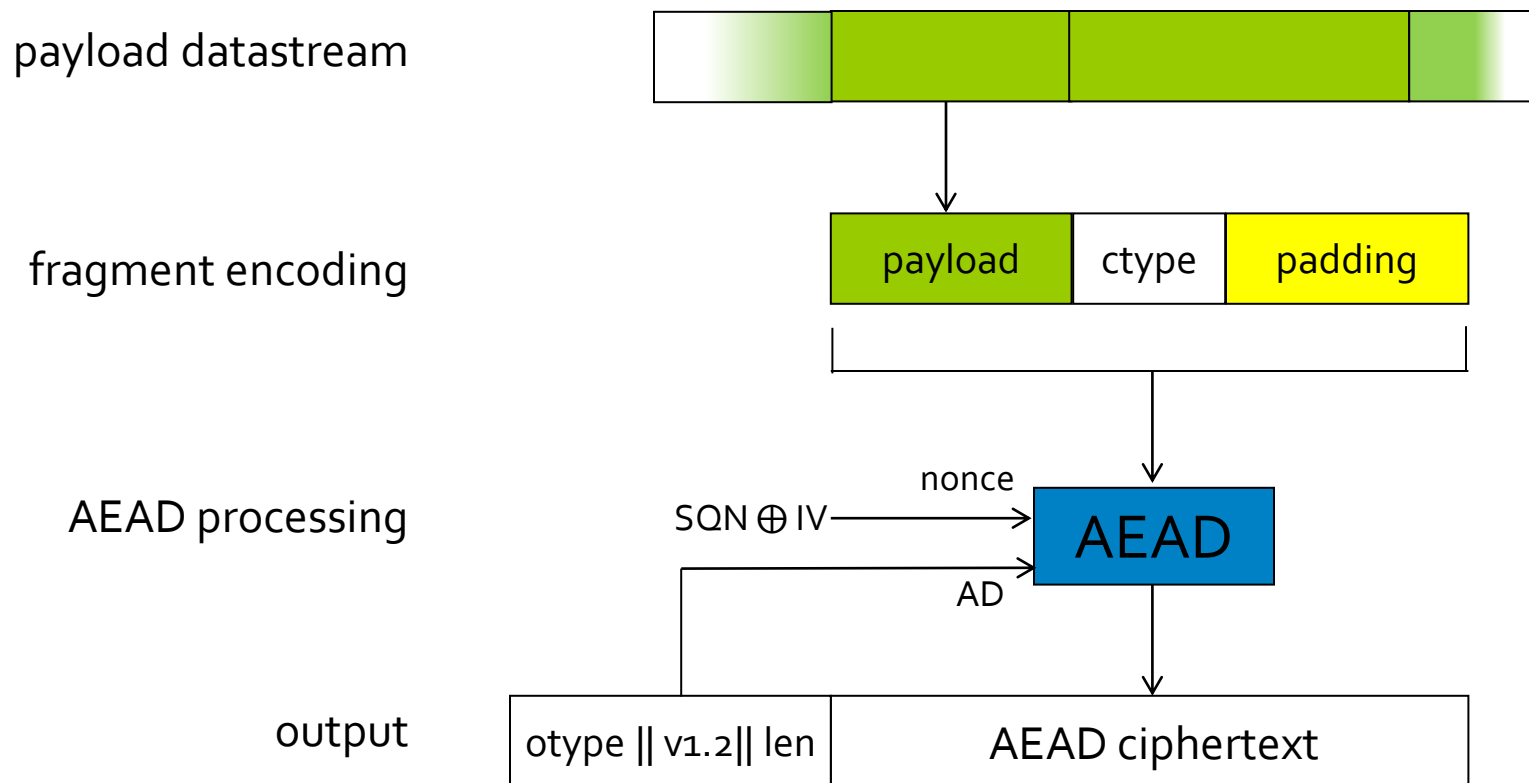 payload datastream
fragment encoding
payload
ctype
padding
AEAD processing
SQN ⊕ IV
nonce
AD
AEAD
output
otype || v1.2|| len
AEAD ciphertext